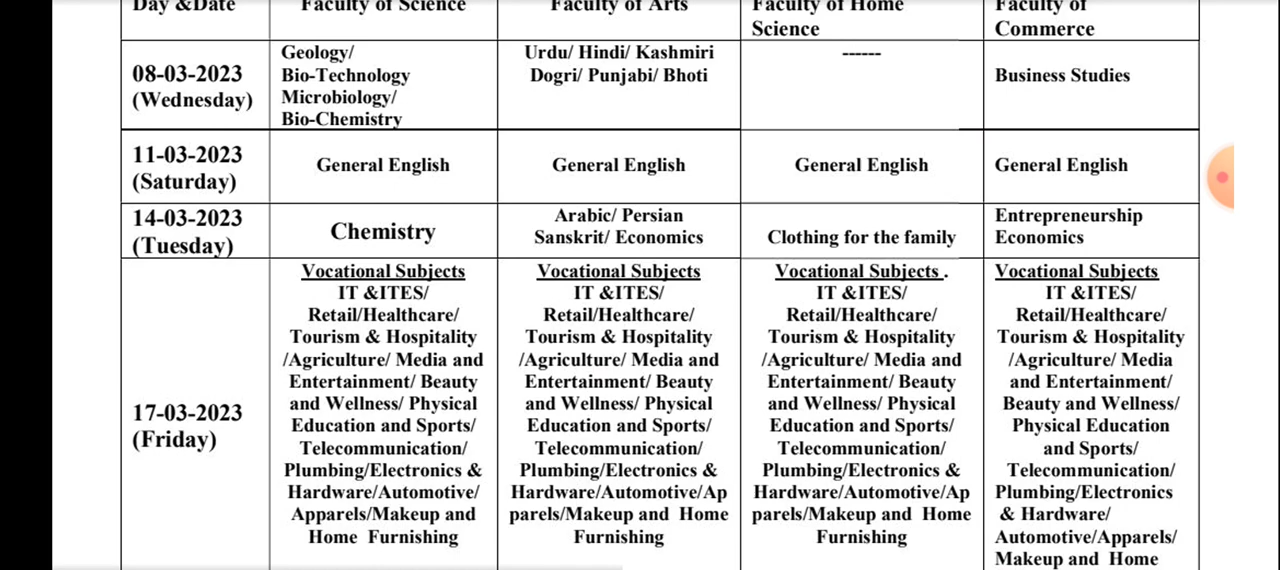 Day &Date
Faculty of Science
Faculty of Arts
Faculty of Home
Science
Faculty of
Commerce
08-03-2023
(Wednesday)
Geology/
Bio-Technology
Microbiology/
Bio-Chemistry
Urdu/ Hindi/ Kashmiri
Dogri/ Punjabi/ Bhoti
------
Business Studies
11-03-2023
(Saturday)
General English
General English
General English
General English
14-03-2023
(Tuesday)
Chemistry
Arabic/ Persian
Sanskrit/ Economics
Clothing for the family
Entrepreneurship
Economics
17-03-2023
(Friday)
Vocational Subjects
IT &ITES/
Retail/Healthcare/
Tourism & Hospitality
/Agriculture/ Media and
Entertainment/ Beauty
and Wellness/ Physical
Education and Sports/
Telecommunication/
Plumbing/Electronics &
Hardware/Automotive/
Apparels/Makeup and
Home Furnishing
Vocational Subjects
IT &ITES/
Retail/Healthcare/
Tourism & Hospitality
/Agriculture/ Media and
Entertainment/ Beauty
and Wellness/ Physical
Education and Sports/
Telecommunication/
Plumbing/Electronics &
Hardware/Automotive/Ap
parels/Makeup and Home
Furnishing
Vocational Subjects .
IT &ITES/
Retail/Healthcare/
Tourism & Hospitality
/Agriculture/ Media and
Entertainment/ Beauty
and Wellness/ Physical
Education and Sports/
Telecommunication/
Plumbing/Electronics &
Hardware/Automotive/Ap
parels/Makeup and Home
Furnishing
Vocational Subjects
IT &ITES/
Retail/Healthcare/
Tourism & Hospitality
/Agriculture/ Media
and Entertainment/
Beauty and Wellness/
Physical Education
and Sports/
Telecommunication/
Plumbing/Electronics
& Hardware/
Automotive/Apparels/
Makeup and Home